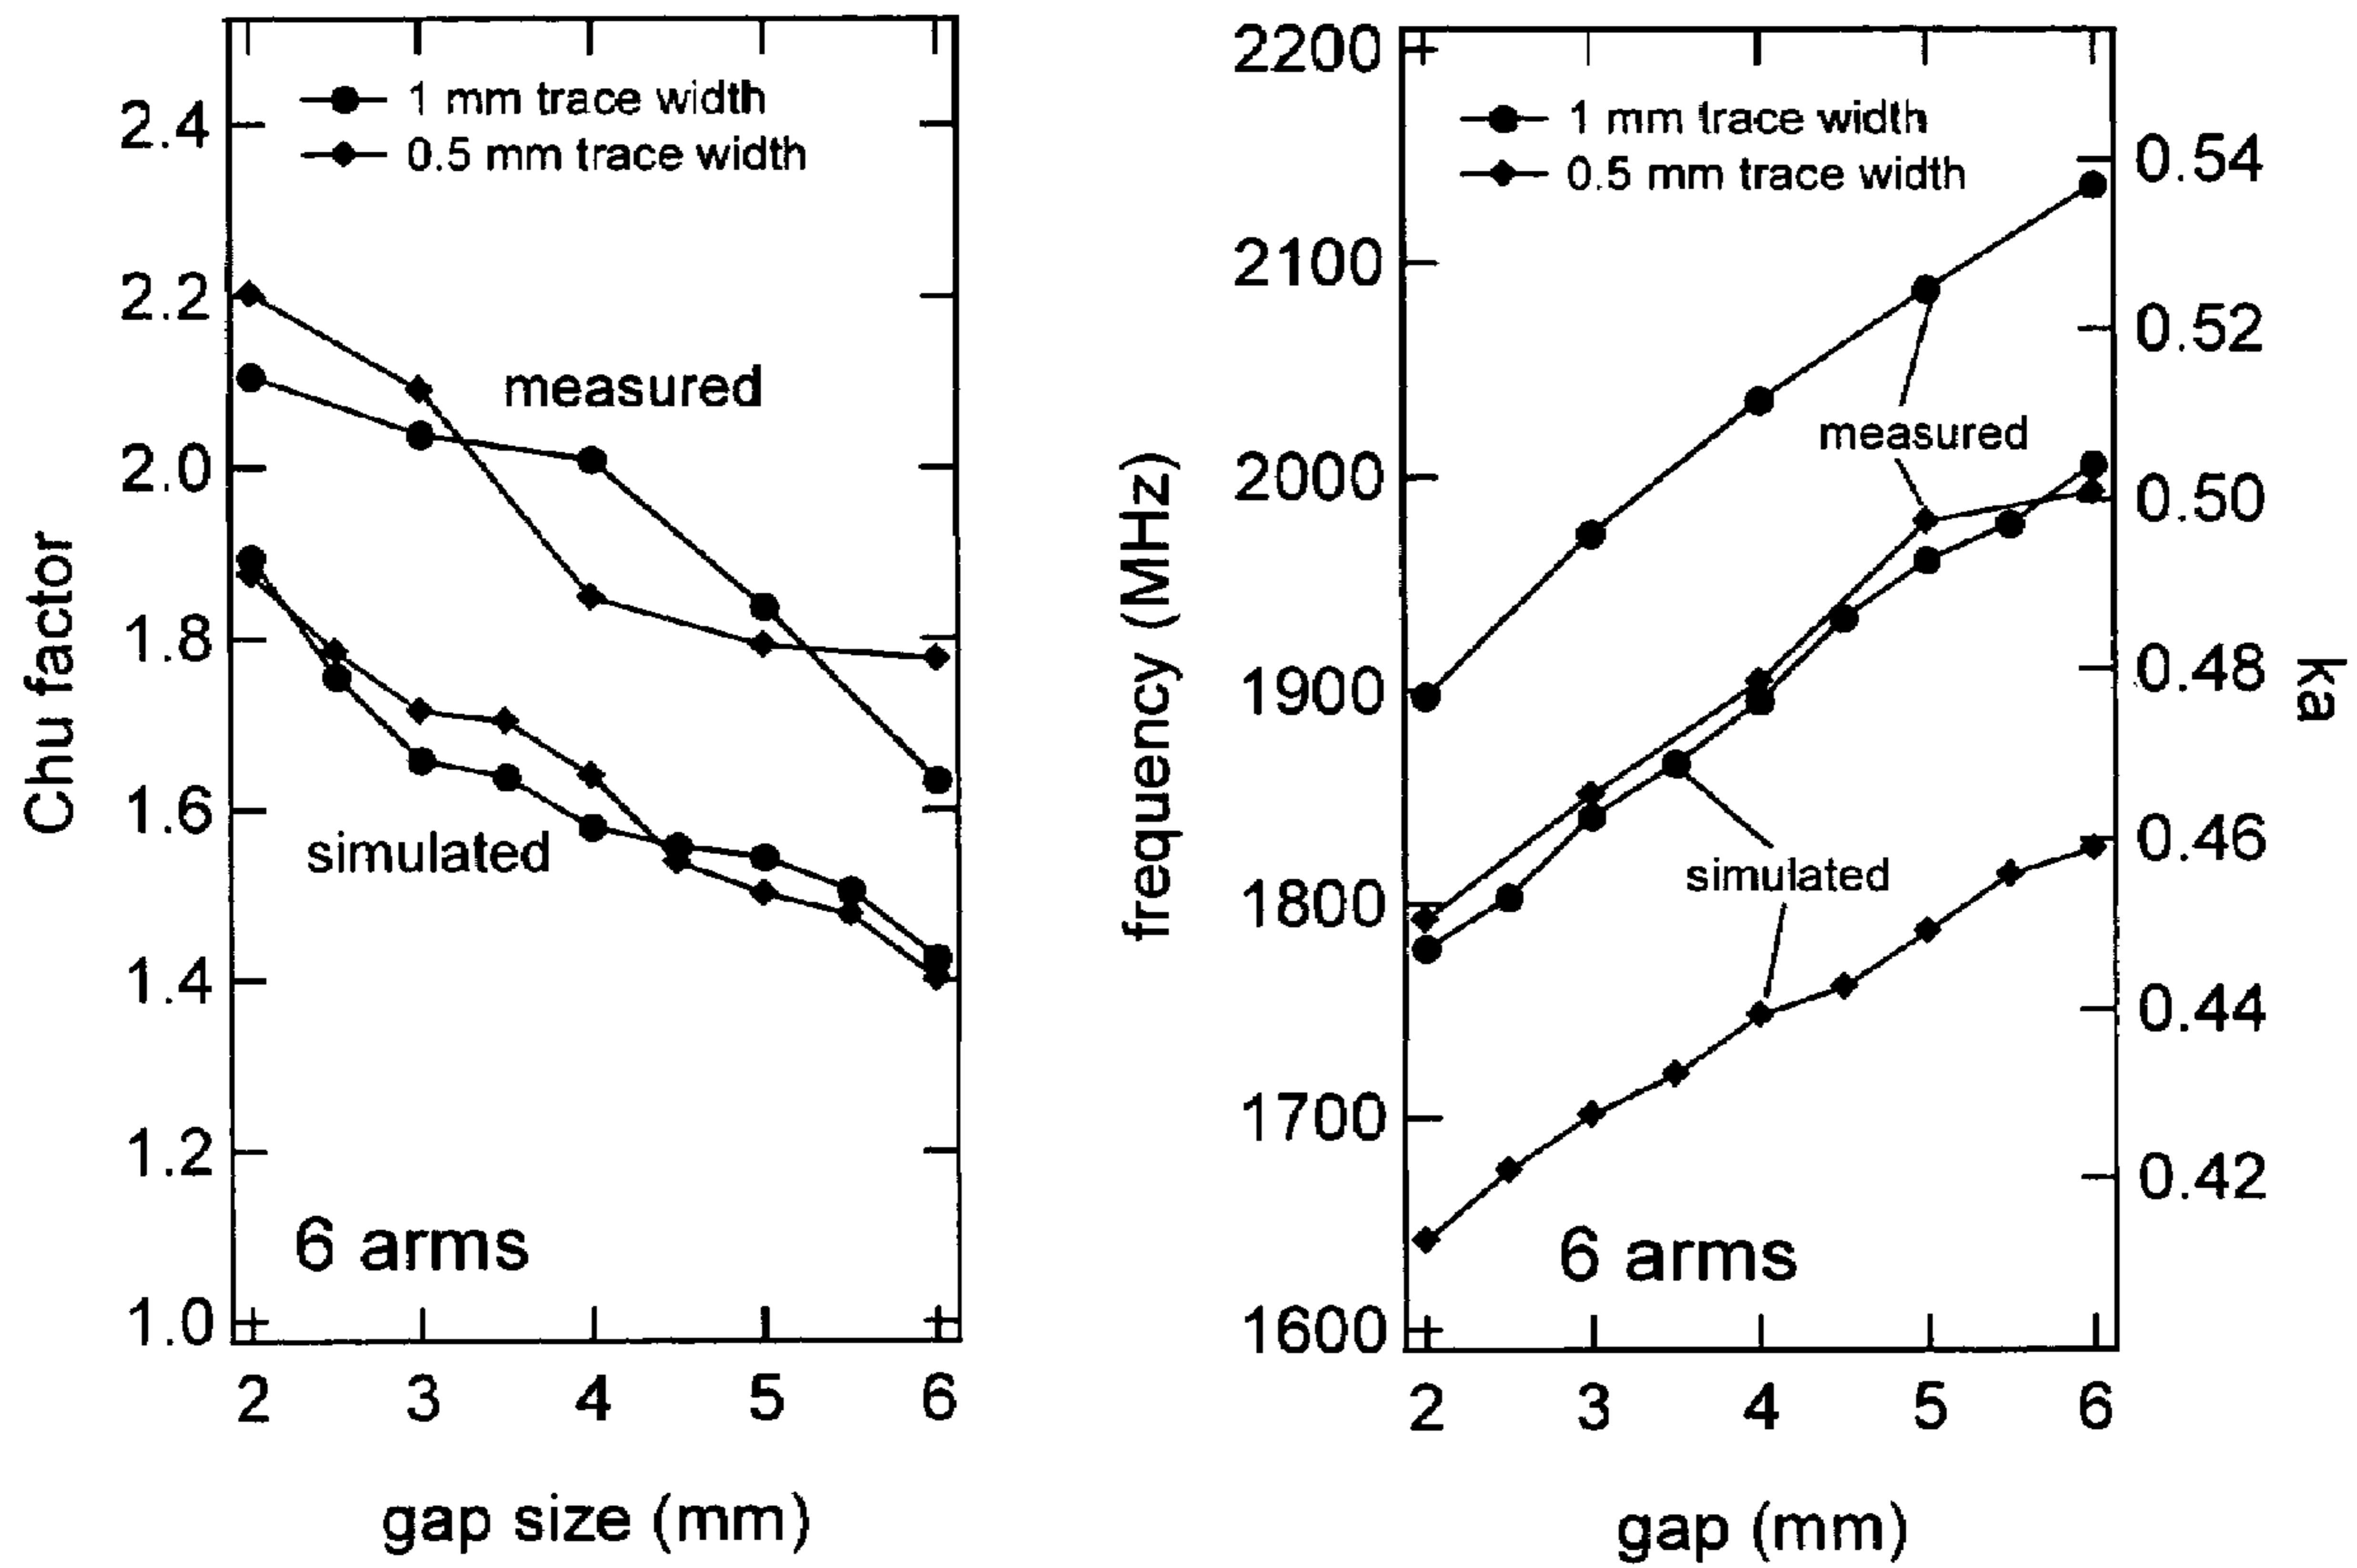 1 mm trace width
0.5 mm trace width
2.4
2.2
2.0
1.8
1.6
1.4
1.2
1.0
Chu factor
measured
simulated
6 arms
2 3 4 5 6
gap size (mm)
1 mm trace width
0.5 mm trace width
2200
2100
2000
1900
1800
1700
1600
frequency (MHz)
measured
simulated
6 arms
0.54
0.52
0.50
0.48
0.46
0.44
0.42
ka
2 3 4 5 6
gap (mm)